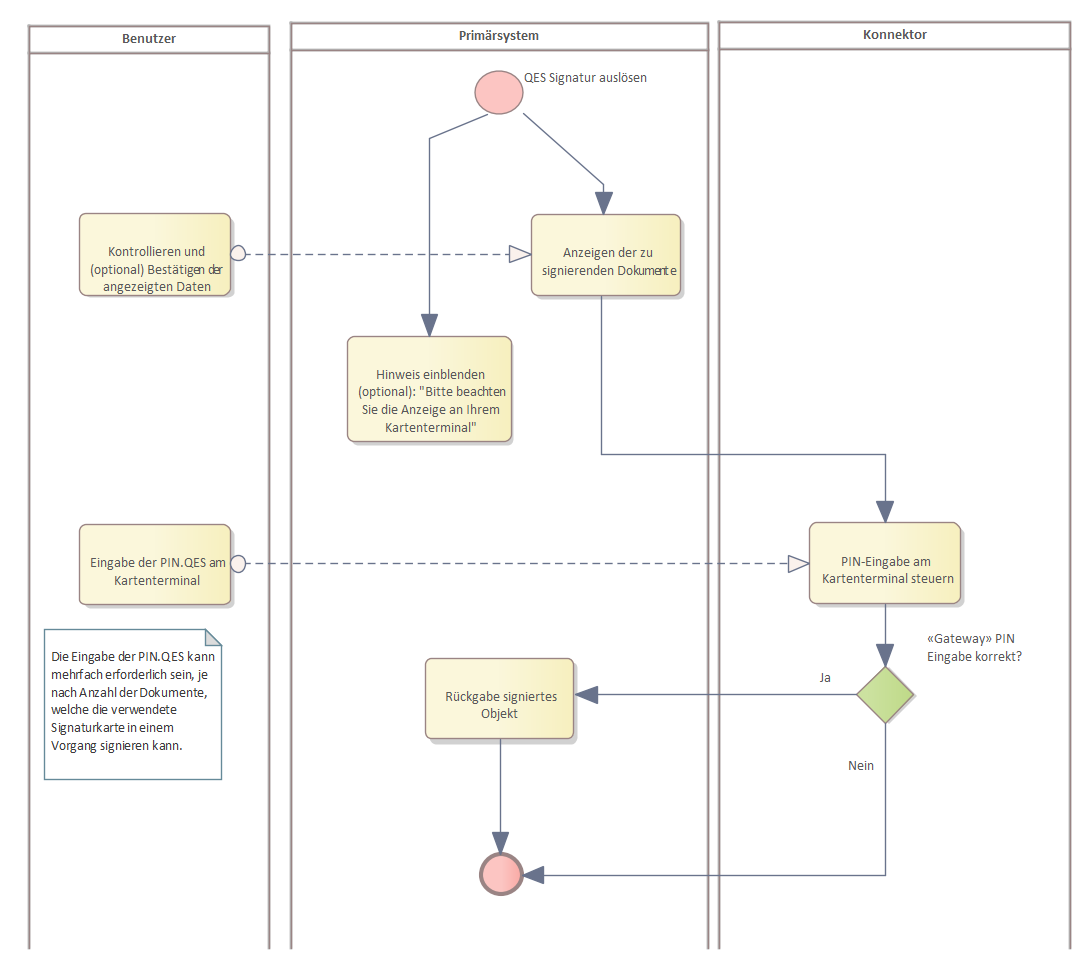 Benutzer
Primärsystem
Konnektor
QES Signatur auslösen
Kontrollieren und
(optional) Bestätigen der
angezeigten Daten
Anzeigen der zu
signierenden Dokumente
Hinweis einblenden
(optional): "Bitte beachten
Sie die Anzeige an Ihrem
Kartenterminal"
Eingabe der PIN.QES am
Kartenterminal
PIN-Eingabe am
Kartenterminal steuern
«Gateway» PIN
Eingabe korrekt?
Die Eingabe der PIN.QES kann
mehrfach erforderlich sein, je
nach Anzahl der Dokumente,
welche die verwendete
Signaturkarte in einem
Vorgang signieren kann.
Rückgabe signiertes
Objekt
Ja
Nein